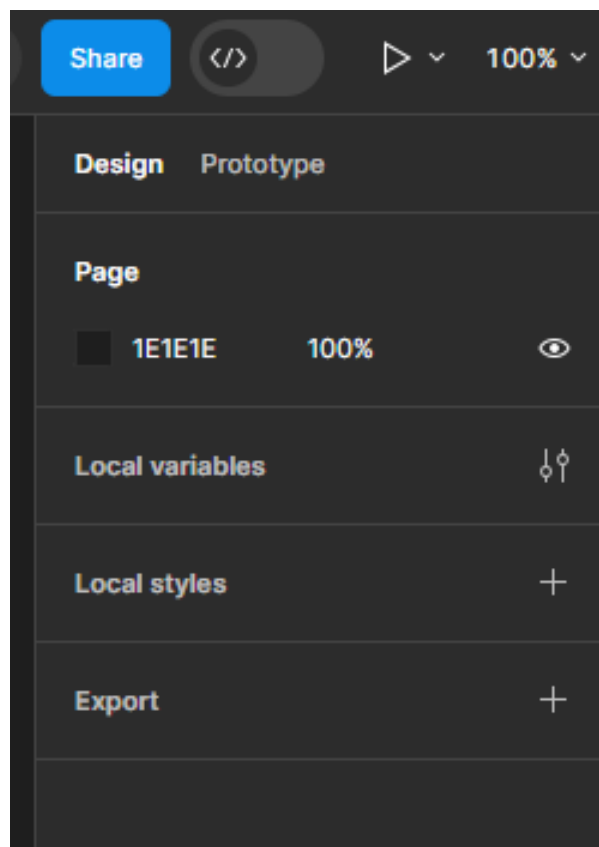 Share </> 100%
Design Prototype
Page
1E1E1E 100%
Local variables
Local styles
Export